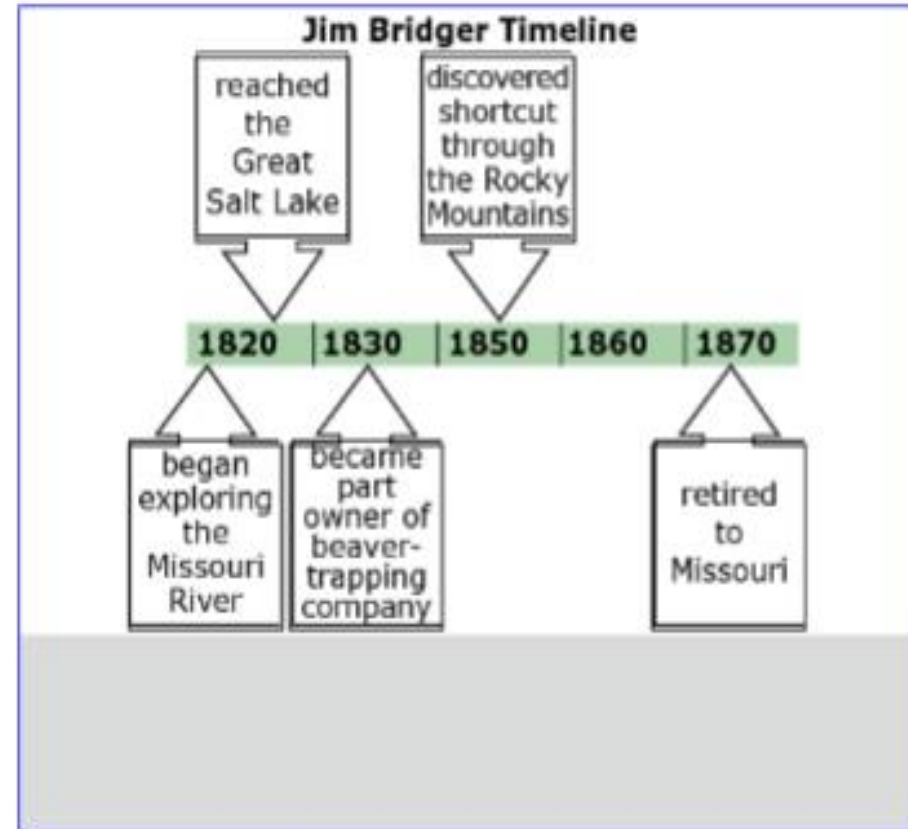 Jim Bridger Timeline
reached
the
Great
Salt Lake
discovered
shortcut
through
the Rocky
Mountains
1820 1830 1850 1860 1870
began
exploring
the
Missouri
River
became
part
owner of
beaver-
trapping
company
retired
to
Missouri